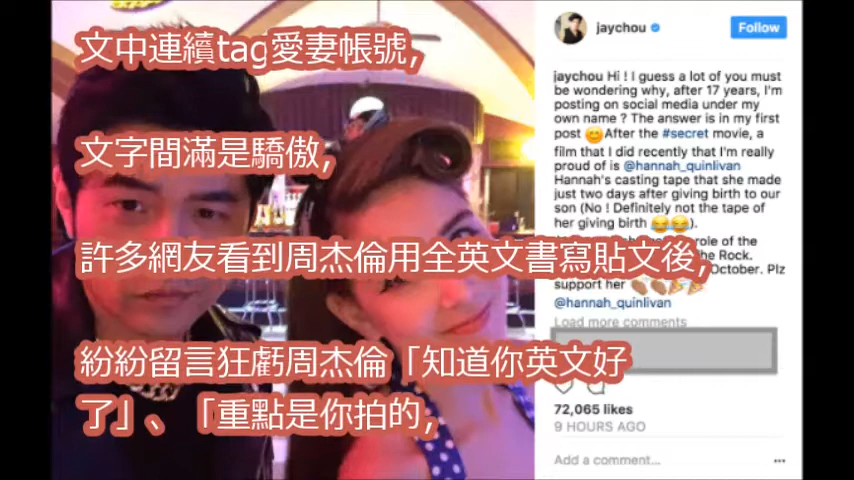 文中連續tag愛妻帳號,
文字間滿是驕傲,
許多網友看到周杰倫用全英文書寫貼文後,
紛紛留言狂虧周杰倫「知道你英文好
了」、「重點是你拍的,
jaychou
Follow
jaychou Hi ! I guess a lot of you must
be wondering why, after 17 years, I'm
posting on social media under my
own name ? The answer is in my first
post 😊After the #secret movie, a
film that I did recently that I'm really
proud of is @hannah_quinlivan
Hannah's casting tape that she made
just two days after giving birth to our
son (No ! Definitely not the tape of
her giving birth 😂😂).
role of the
he Rock.
October. Plz
support her
@hannah_quinlivan
Load more comments
72,065 likes
9 HOURS AGO
Add a comment...